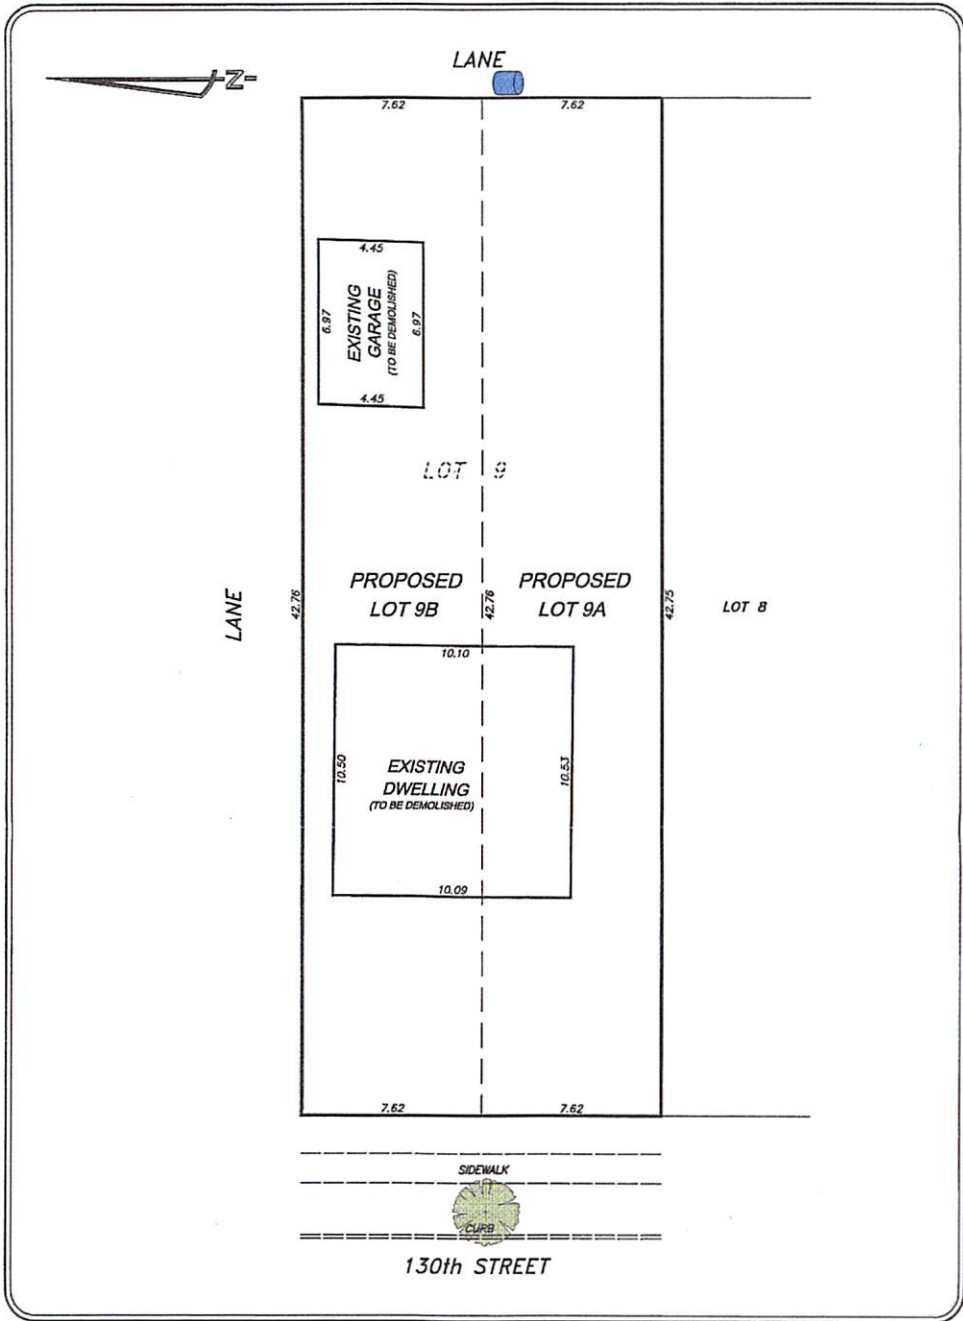 LANE
-Z-
7.62
7.62
4.45
6.97
EXISTING
GARAGE
(TO BE DEMOLISHED)
6.97
4.45
LOT 9
PROPOSED
LOT 9B
PROPOSED
LOT 9A
LANE
42.76
42.76
42.75
LOT 8
10.10
10.50
EXISTING
DWELLING
(TO BE DEMOLISHED)
10.53
10.09
7.62
7.62
SIDEWALK
CURB
130th STREET